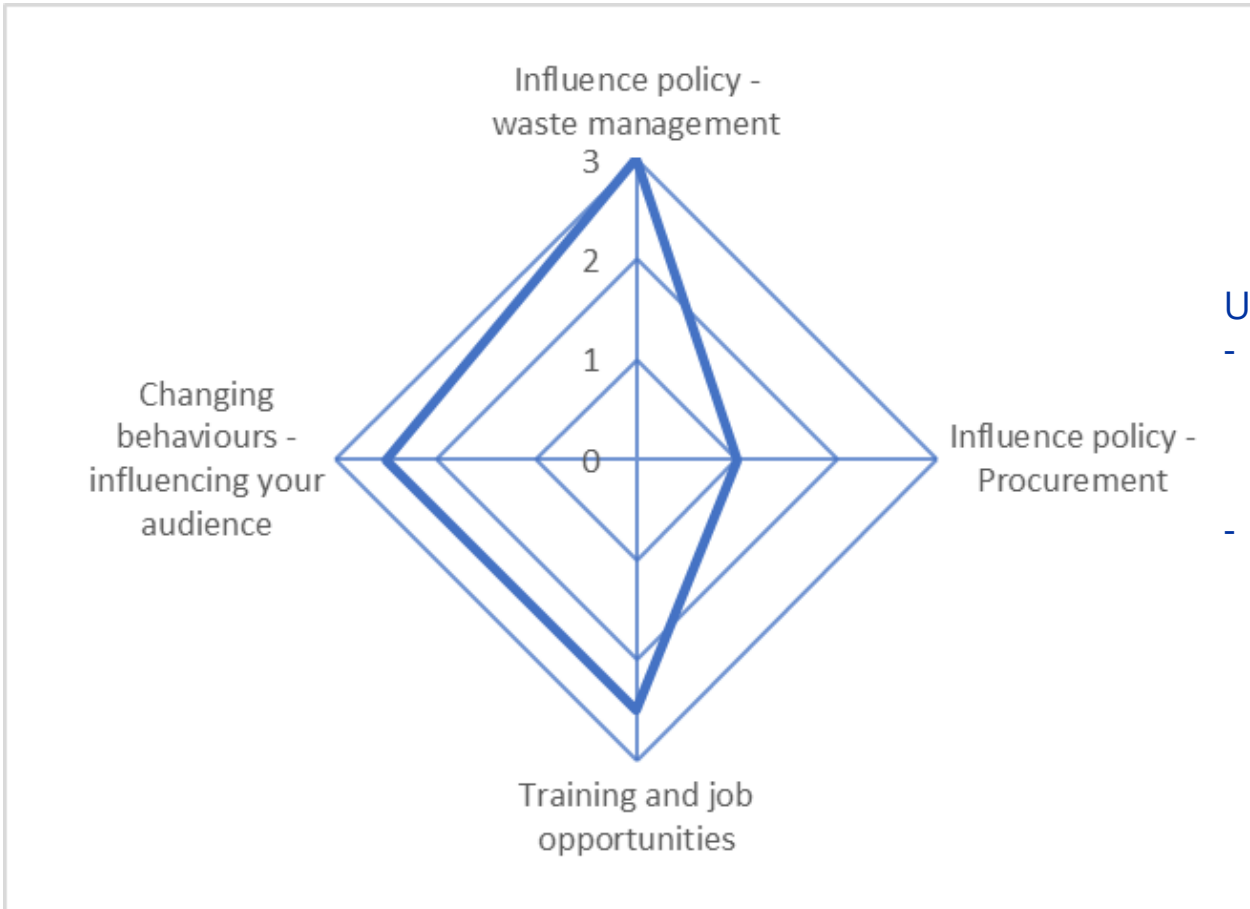 Influence policy -
waste management
3
2
1
0
Changing
behaviours -
influencing your
audience
Influence policy -
Procurement
Training and job
opportunities
U
-
-